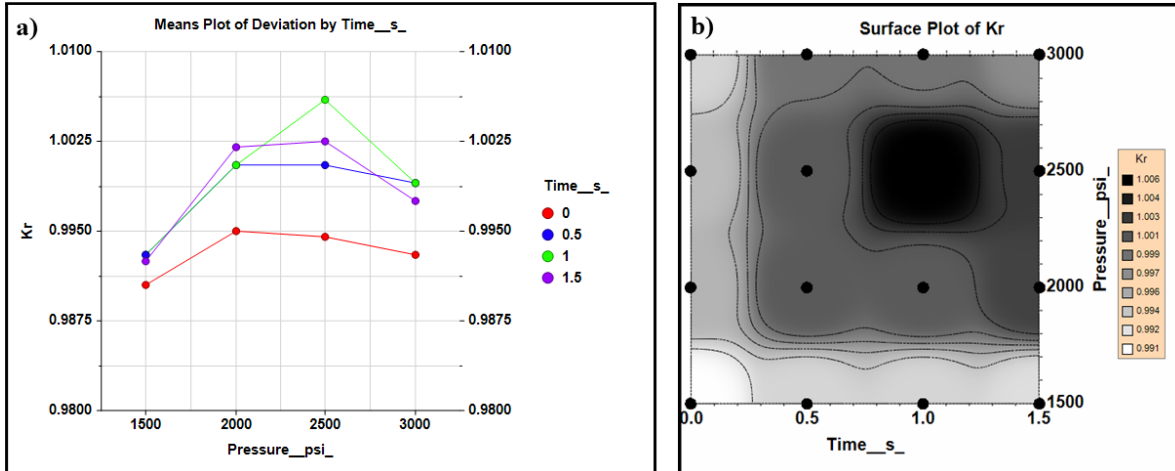 a)
Means Plot of Deviation by Time__s_
1.0100
1.0025
0.9950
0.9875
0.9800
Kr
1.0100
1.0025
0.9950
0.9875
0.9800
1500 2000 2500 3000
Pressure__psi_
Time__s_
0
0.5
1
1.5
b)
Surface Plot of Kr
3000
2500
2000
1500
Pressure__psi_
0.0 0.5 1.0 1.5
Time__s_
Kr
1.006
1.004
1.003
1.001
0.999
0.997
0.996
0.994
0.992
0.991